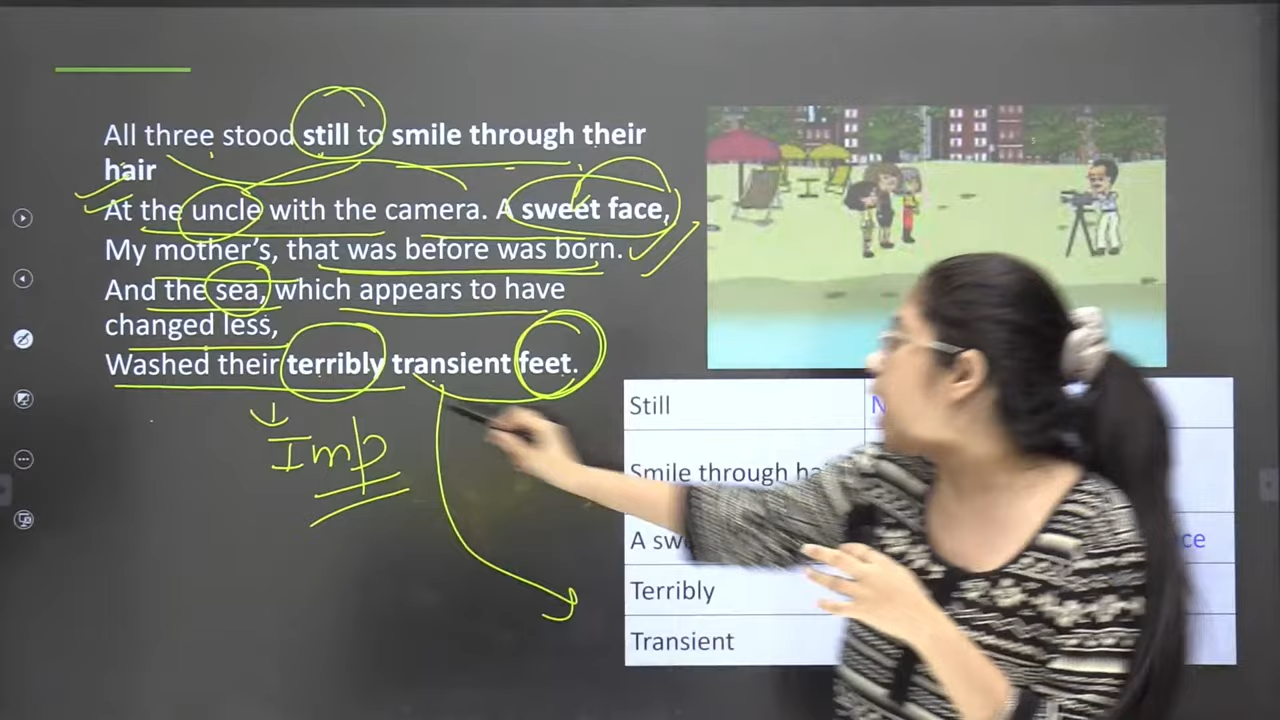 All three stood still to smile through their
hair
At the uncle with the camera. A sweet face,
My mother's, that was before was born.
And the sea, which appears to have
changed less,
Washed their terribly transient feet.
Imp
Still
Smile through
Terribly
Transient